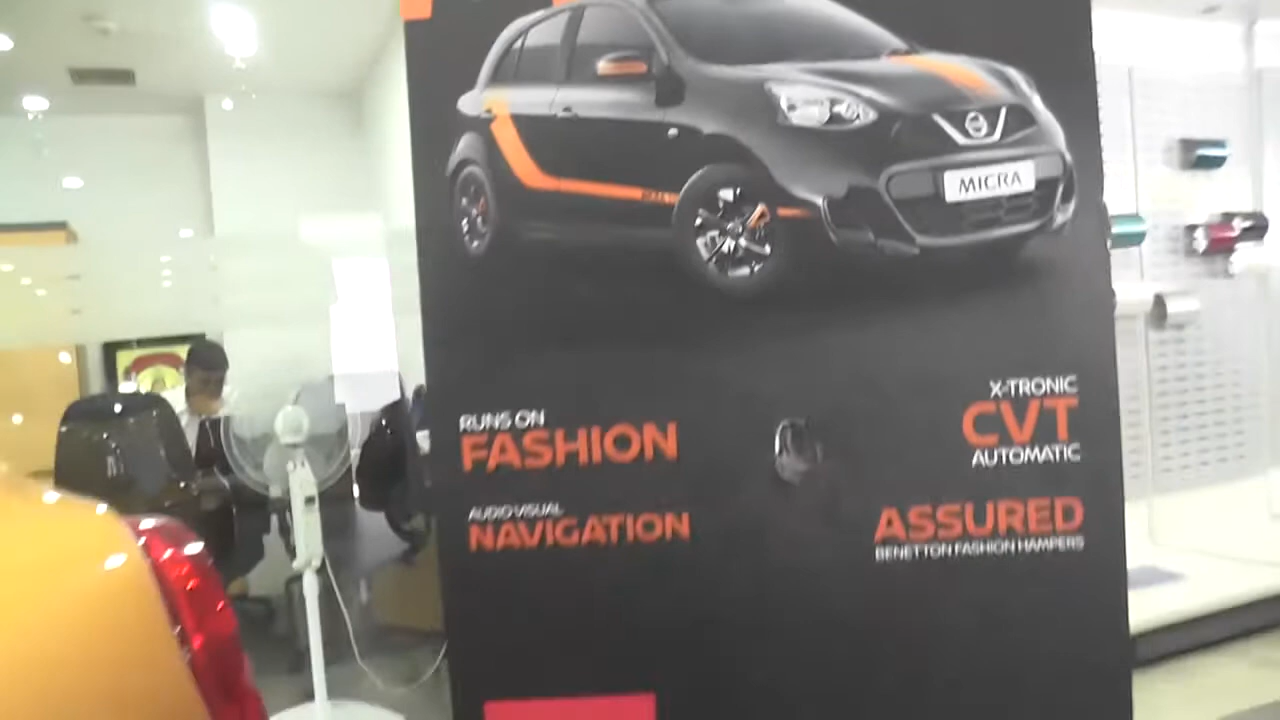 MICRA
RUNS ON
FASHION
AUDIO VISUAL
NAVIGATION
X-TRONIC
CVT
AUTOMATIC
ASSURED
BENETTON FASHION HAMPERS